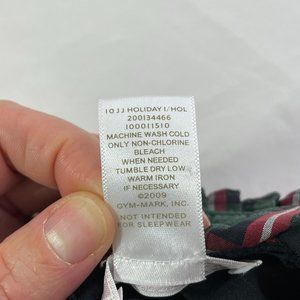 10 JJ HOLIDAY 1/HOL
200134466
100011510
MACHINE WASH COLD
ONLY NON-CHLORINE
BLEACH
WHEN NEEDED
TUMBLE DRY LOW
WARM IRON
IF NECESSARY
©2009
GYM-MARK, INC.
NOT INTENDED
FOR SLEEPWEAR